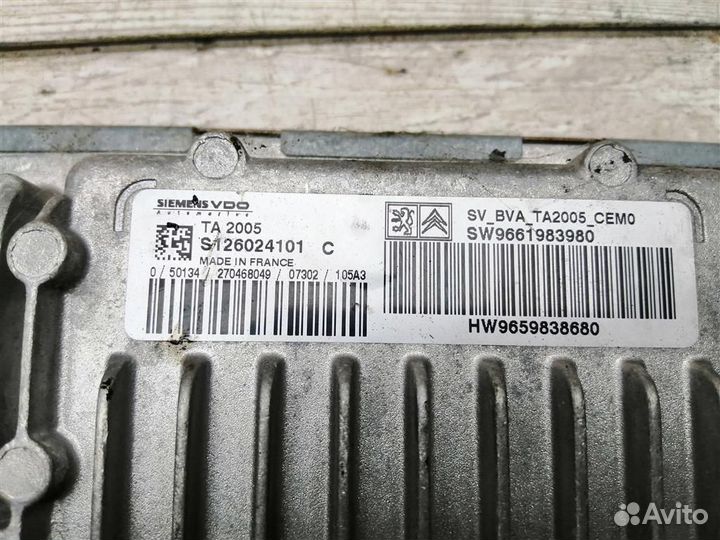 SIEMENS VDO
Automotive
TA 2005
S126024101 C
MADE IN FRANCE
0 / 50134 / 270468049 / 07302 / 105A3
SV_BVA_TA2005_CEM0
SW9661983980
HW9659838680
Avito